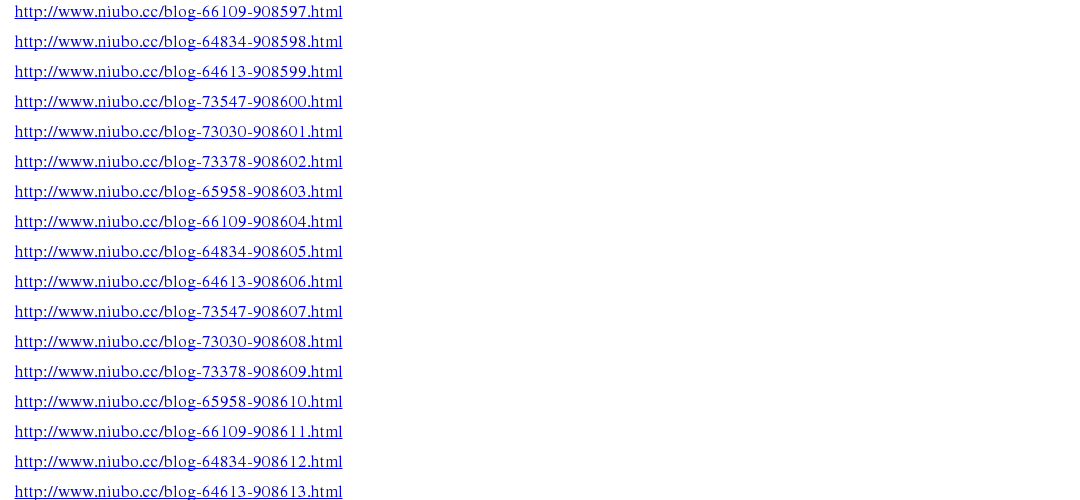 http://www.niubo.cc/blog-66109-908597.html
http://www.niubo.cc/blog-64834-908598.html
http://www.niubo.cc/blog-64613-908599.html
http://www.niubo.cc/blog-73547-908600.html
http://www.niubo.cc/blog-73030-908601.html
http://www.niubo.cc/blog-73378-908602.html
http://www.niubo.cc/blog-65958-908603.html
http://www.niubo.cc/blog-66109-908604.html
http://www.niubo.cc/blog-64834-908605.html
http://www.niubo.cc/blog-64613-908606.html
http://www.niubo.cc/blog-73547-908607.html
http://www.niubo.cc/blog-73030-908608.html
http://www.niubo.cc/blog-73378-908609.html
http://www.niubo.cc/blog-65958-908610.html
http://www.niubo.cc/blog-66109-908611.html
http://www.niubo.cc/blog-64834-908612.html
http://www.niubo.cc/blog-64613-908613.html